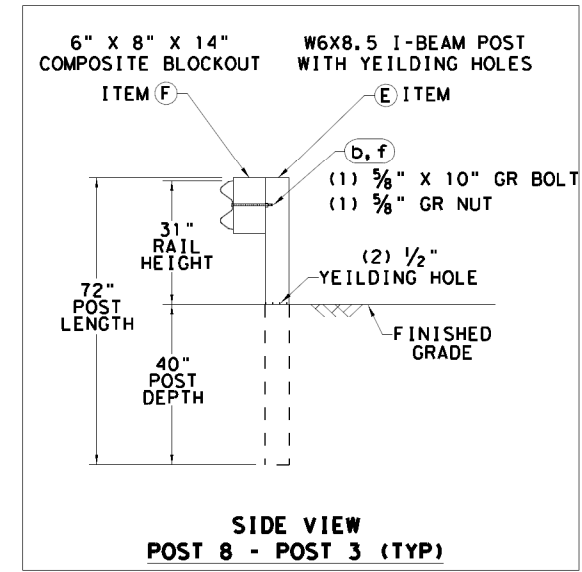 6" X 8" X 14"
COMPOSITE BLOCKOUT
ITEM F
W6X8.5 I-BEAM POST
WITH YEILDING HOLES
E ITEM
b, f
(1) 5/8" X 10" GR BOLT
(1) 5/8" GR NUT
31"
RAIL
HEIGHT
(2) 1/2"
YEILDING HOLE
72"
POST
LENGTH
FINISHED
GRADE
40"
POST
DEPTH
SIDE VIEW
POST 8 - POST 3 (TYP)